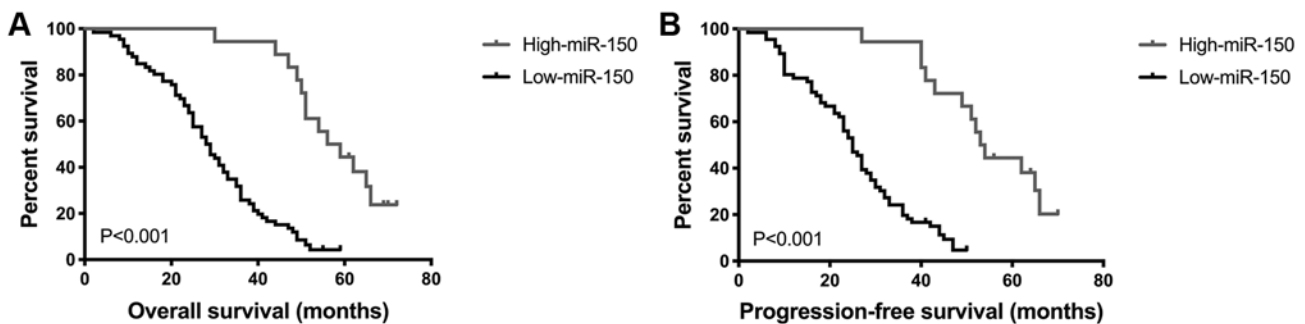 A
Percent survival
100
80
60
40
20
0
P<0.001
0 20 40 60 80
Overall survival (months)
High-miR-150
Low-miR-150
B
Percent survival
100
80
60
40
20
0
P<0.001
0 20 40 60 80
Progression-free survival (months)
High-miR-150
Low-miR-150